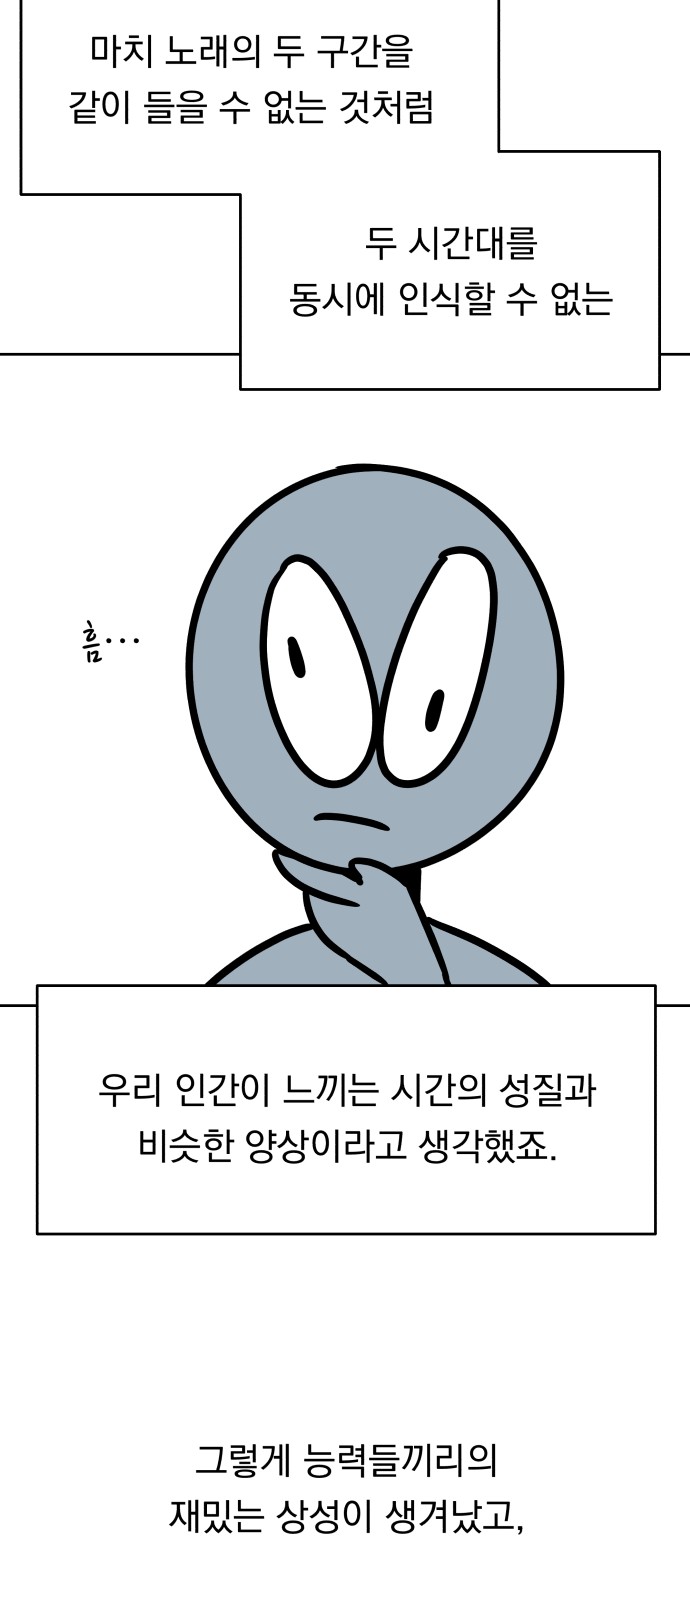 마치 노래의 두 구간을
같이 들을 수 없는 것처럼
두 시간대를
동시에 인식할 수 없는
흠...
우리 인간이 느끼는 시간의 성질과
비슷한 양상이라고 생각했죠.
그렇게 능력들끼리의
재밌는 상성이 생겨났고,